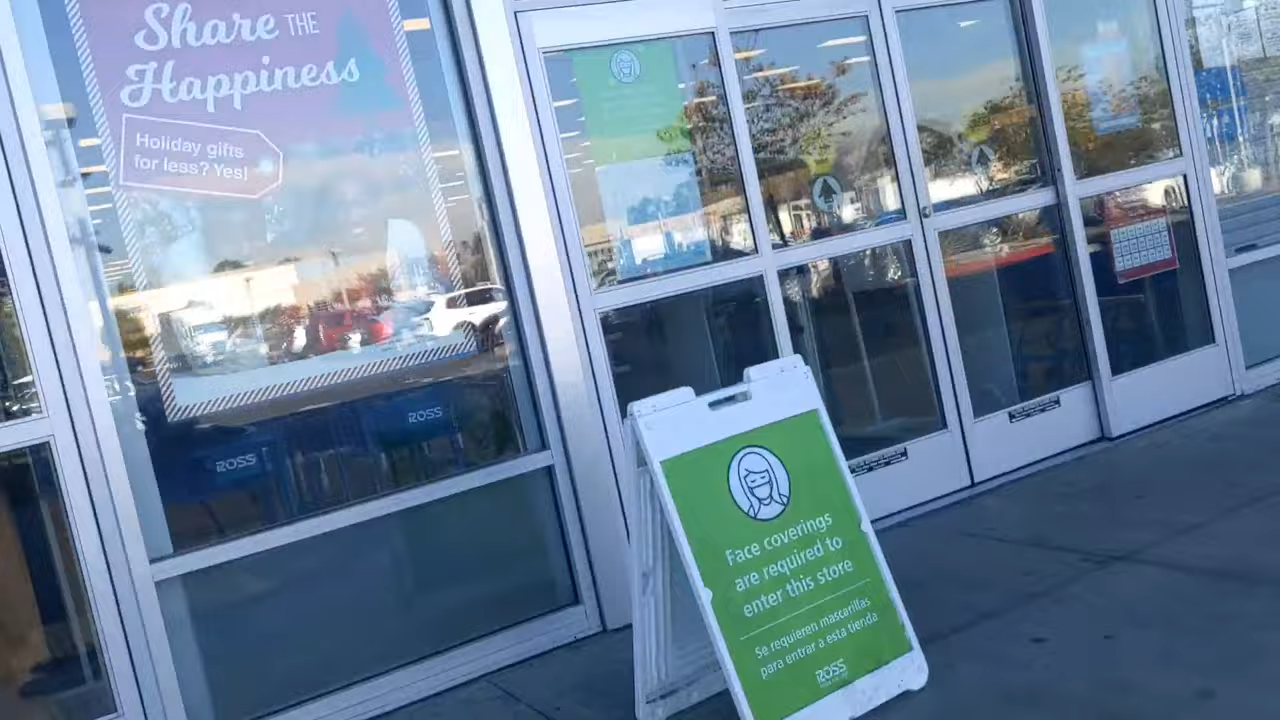 Share THE
Happiness
Holiday gifts
for less? Yes!
ROSS
ROSS
Face coverings
are required to
enter this store
Se requieren mascarillas
para entrar a esta tienda
ROSS